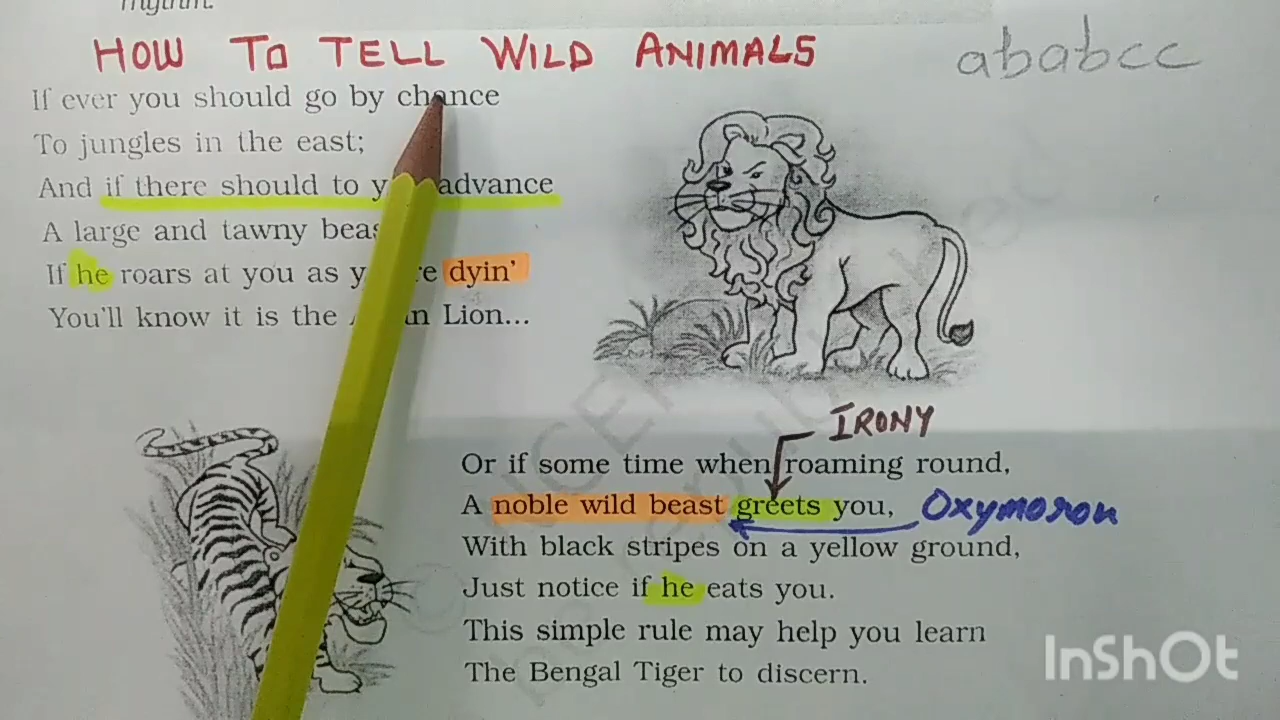 rhythm.
HOW TO TELL WILD ANIMALS
ababcc
If ever you should go by chance
To jungles in the east;
And if there should to advance
A large and tawny
If he roars at you as dyin'
You'll know it is the Lion...
IRONY
Or if some time when roaming round,
A noble wild beast greets you, Oxymoron
With black stripes on a yellow ground,
Just notice if he eats you.
This simple rule may help you learn
The Bengal Tiger to discern.
InShOt